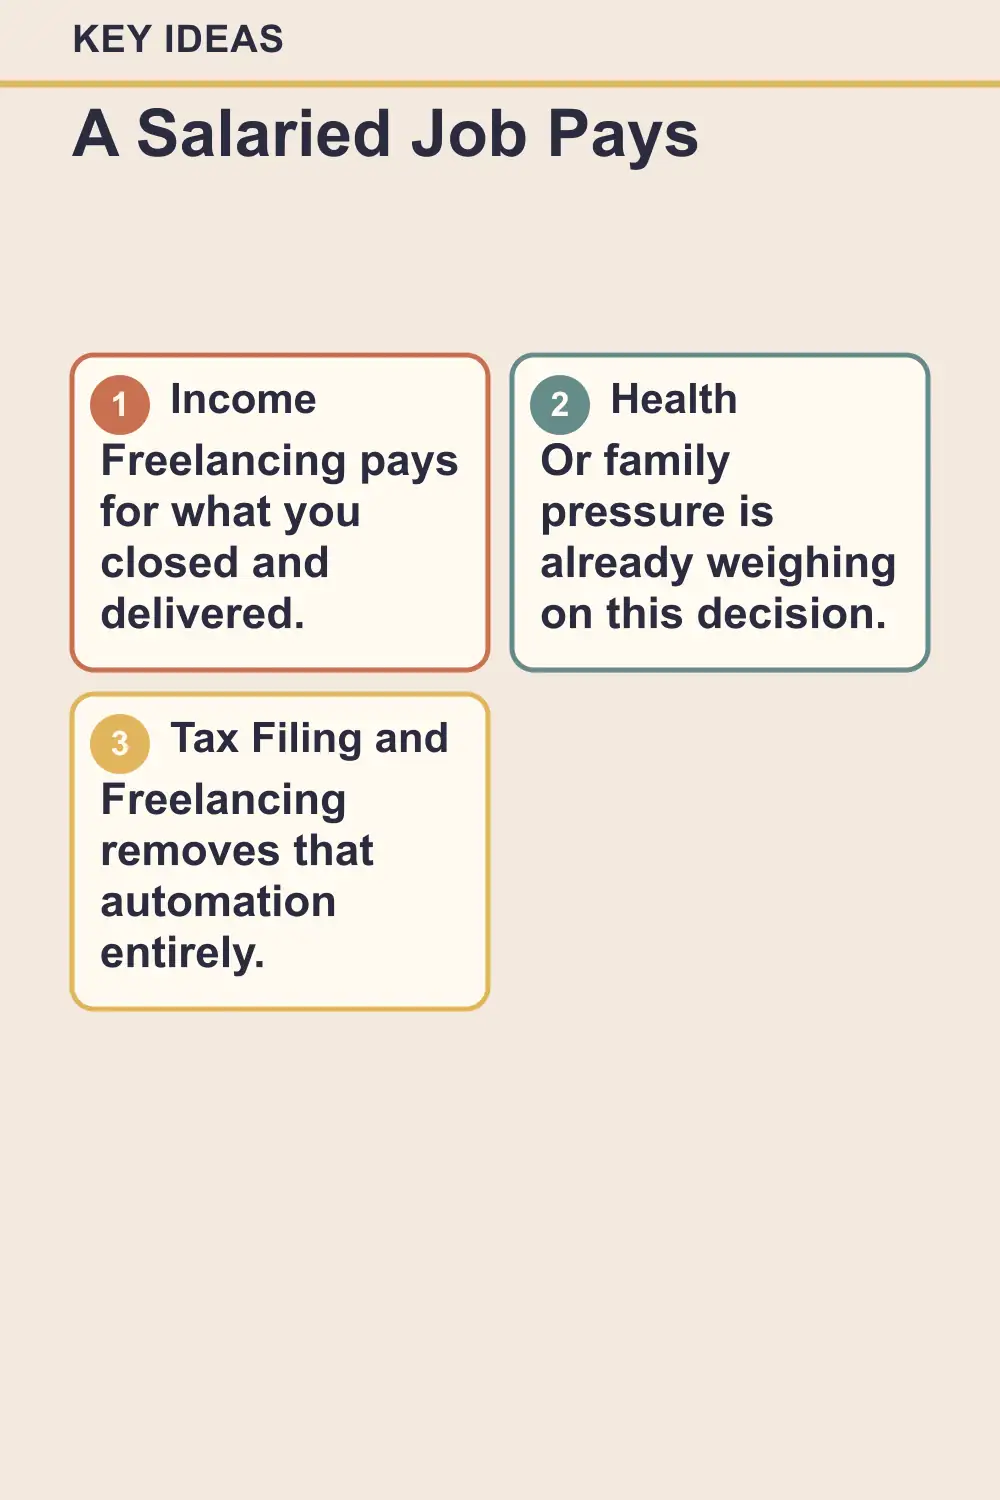 KEY IDEAS
A Salaried Job Pays
1 Income
Freelancing pays
for what you
closed and
delivered.
2 Health
Or family
pressure is
already weighing
on this decision.
3 Tax Filing and
Freelancing
removes that
automation
entirely.